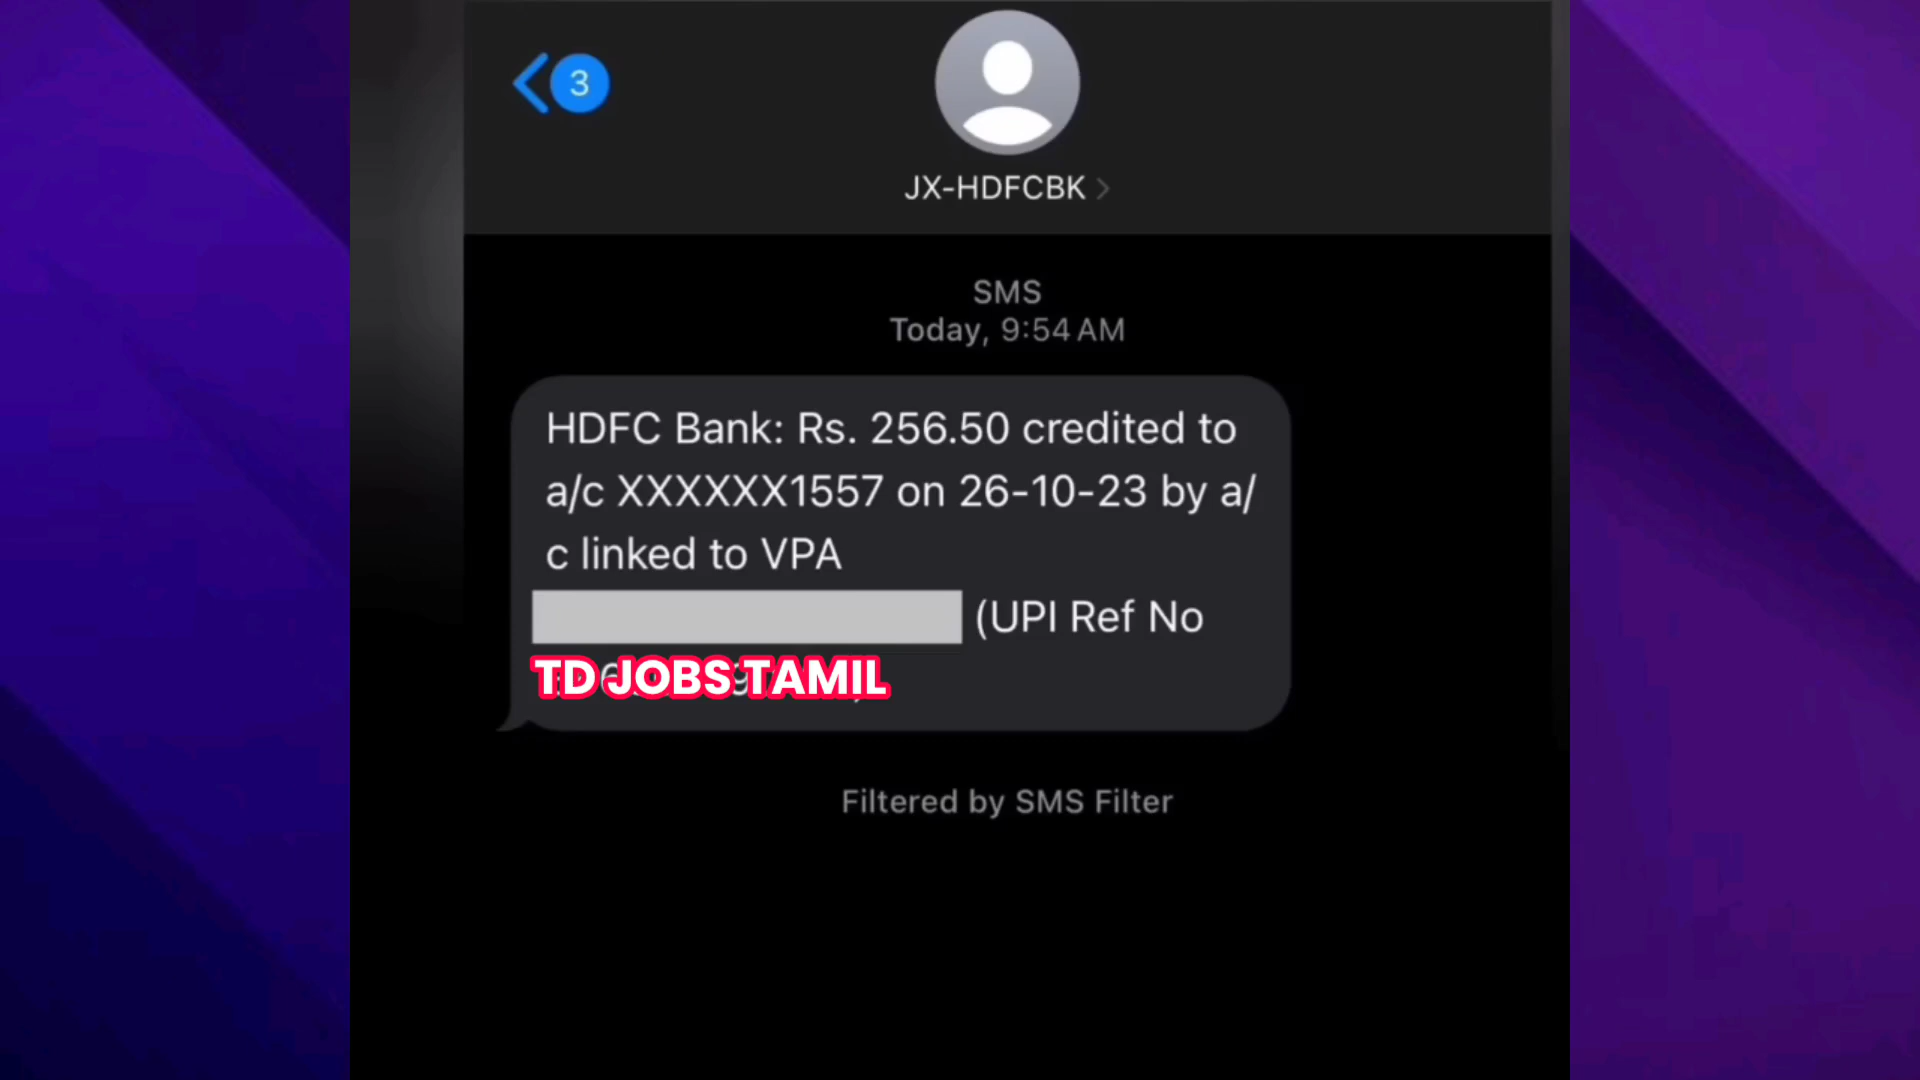 3
JX-HDFCBK
SMS
Today, 9:54 AM
HDFC Bank: Rs. 256.50 credited to
a/c XXXXXX1557 on 26-10-23 by a/
c linked to VPA
(UPI Ref No
TD JOBS TAMIL
Filtered by SMS Filter